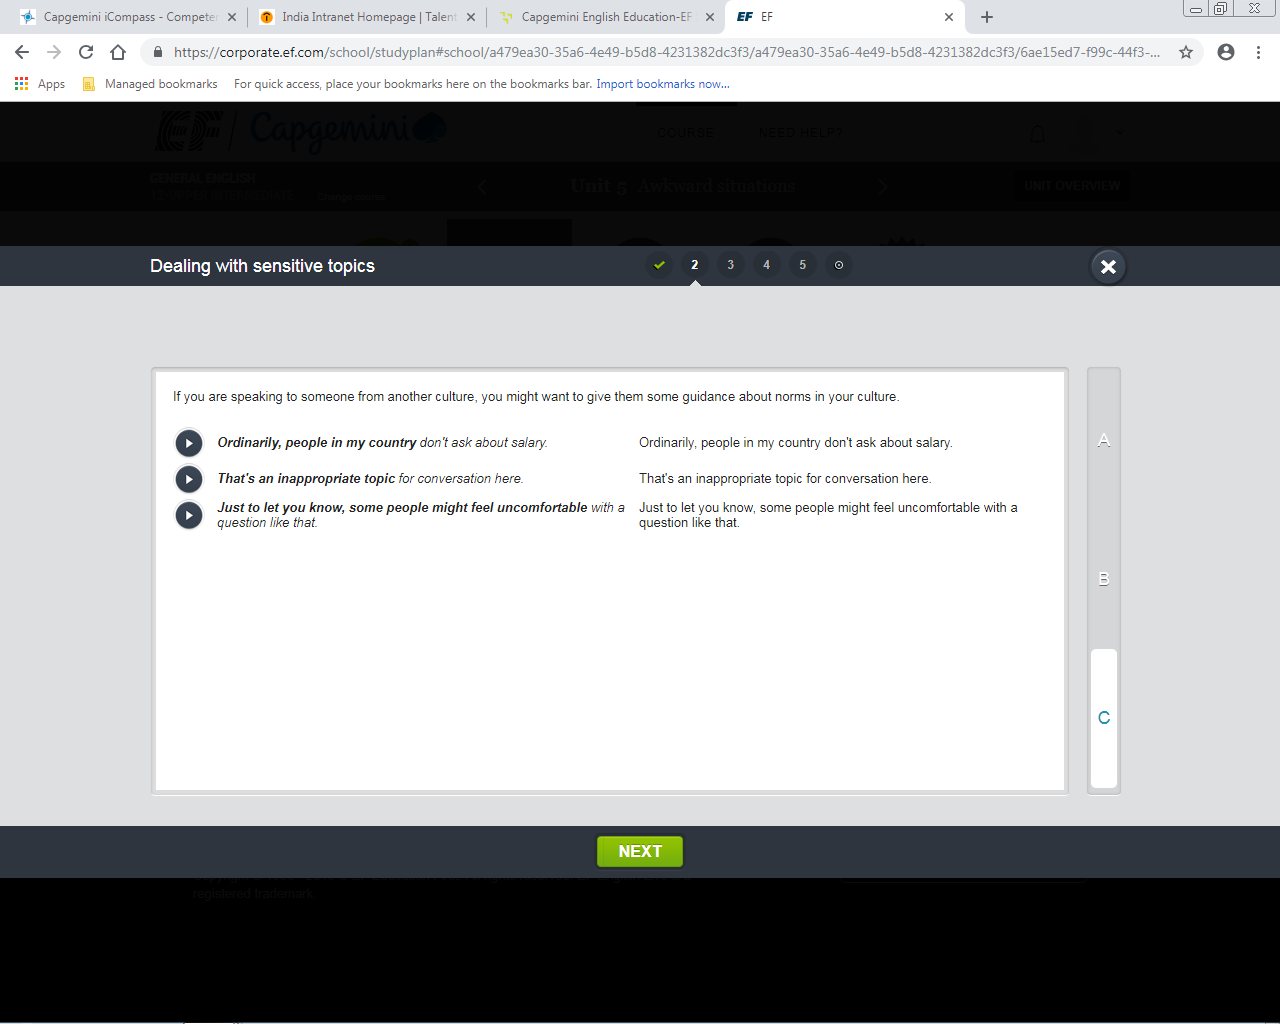 Capgemini iCompass - Competen
India Intranet Homepage | Talent
Capgemini English Education-EF
EF EF
https://corporate.ef.com/school/studyplan#school/a479ea30-35a6-4e49-b5d8-4231382dc3f3/a479ea30-35a6-4e49-b5d8-4231382dc3f3/6ae15ed7-f99c-44f3-...
Apps Managed bookmarks For quick access, place your bookmarks here on the bookmarks bar. Import bookmarks now...
EF | Capgemini COURSE NEED HELP?
GENERAL ENGLISH
Change course
Unit 5 Awkward situations
UNIT OVERVIEW
Dealing with sensitive topics
2 3 4 5
If you are speaking to someone from another culture, you might want to give them some guidance about norms in your culture.
Ordinarily, people in my country don't ask about salary. Ordinarily, people in my country don't ask about salary.
That's an inappropriate topic for conversation here. That's an inappropriate topic for conversation here.
Just to let you know, some people might feel uncomfortable with a
question like that.
Just to let you know, some people might feel uncomfortable with a
question like that.
A
B
C
NEXT
registered trademark